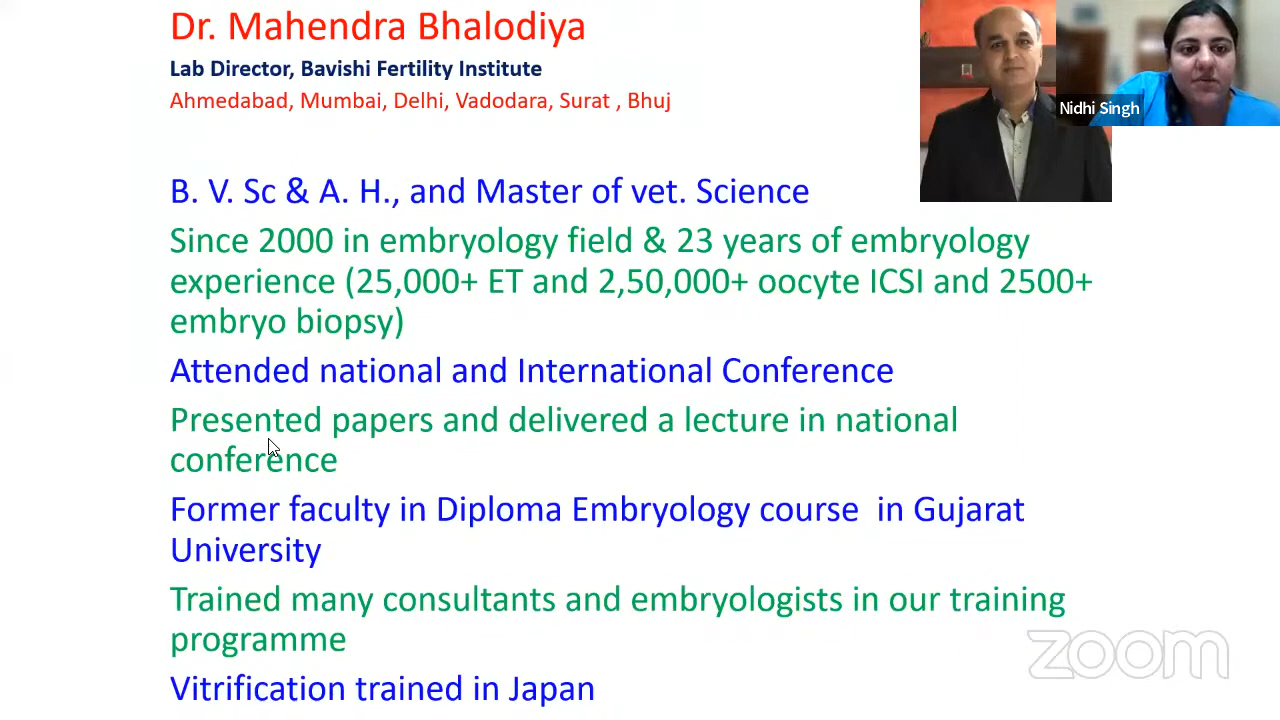 Dr. Mahendra Bhalodiya
Lab Director, Bavishi Fertility Institute
Ahmedabad, Mumbai, Delhi, Vadodara, Surat , Bhuj
Nidhi Singh
B. V. Sc & A. H., and Master of vet. Science
Since 2000 in embryology field & 23 years of embryology
experience (25,000+ ET and 2,50,000+ oocyte ICSI and 2500+
embryo biopsy)
Attended national and International Conference
Presented papers and delivered a lecture in national
conference
Former faculty in Diploma Embryology course in Gujarat
University
Trained many consultants and embryologists in our training
programme
Vitrification trained in Japan
zoom